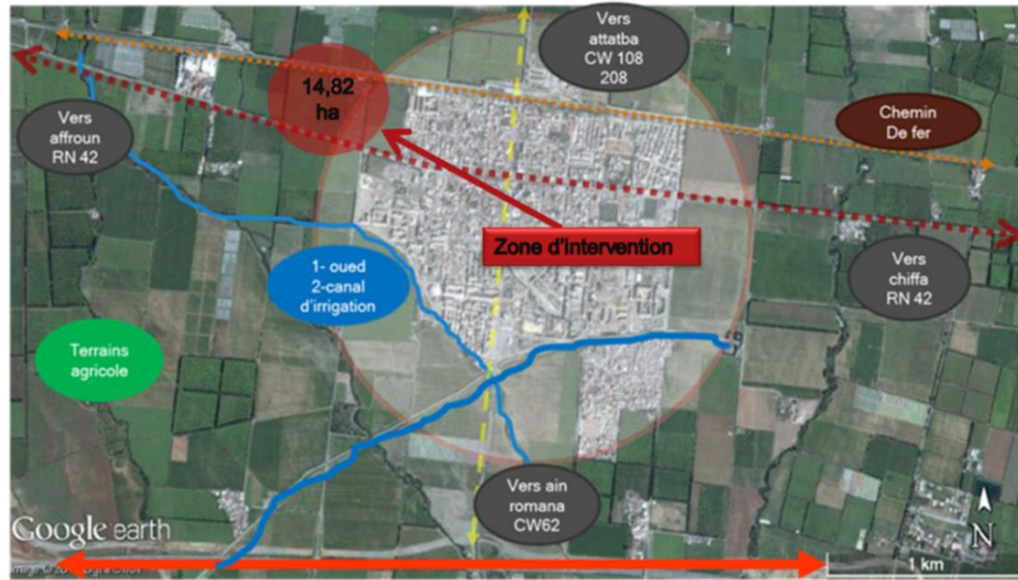 Vers
attatba
CW 108
208
14,82
ha
Chemin
De fer
Vers
affroun
RN 42
Zone d'intervention
Vers
chiffa
RN 42
1- oued
2-canal
d'irrigation
Terrains
agricole
Vers ain
romana
CW62
N
Google earth
1 km